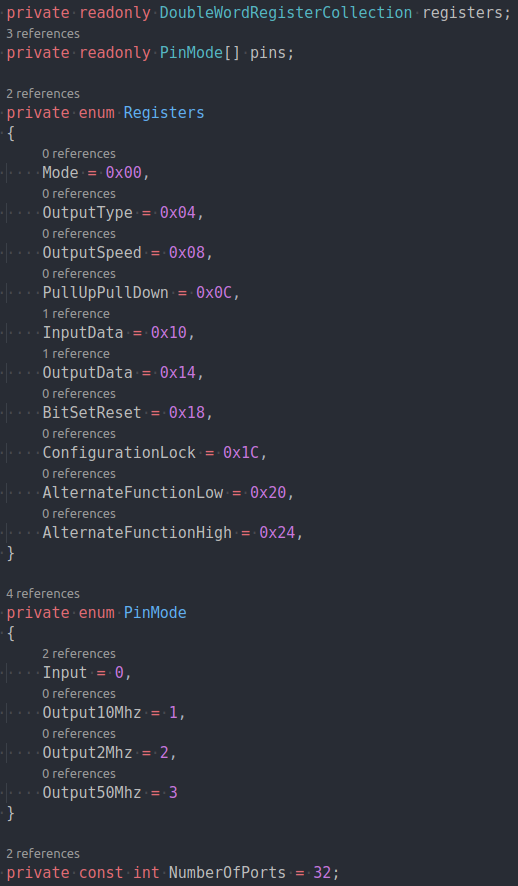 private readonly DoubleWordRegisterCollection registers;
3 references
private readonly PinMode[] pins;
2 references
private enum Registers
{
0 references
Mode = 0x00,
0 references
OutputType = 0x04,
0 references
OutputSpeed = 0x08,
0 references
PullUpPullDown = 0x0C,
1 reference
InputData = 0x10,
1 reference
OutputData = 0x14,
0 references
BitSetReset = 0x18,
0 references
ConfigurationLock = 0x1C,
0 references
AlternateFunctionLow = 0x20,
0 references
AlternateFunctionHigh = 0x24,
}
4 references
private enum PinMode
{
2 references
Input = 0,
0 references
Output10Mhz = 1,
0 references
Output2Mhz = 2,
0 references
Output50Mhz = 3
}
2 references
private const int NumberOfPorts = 32;